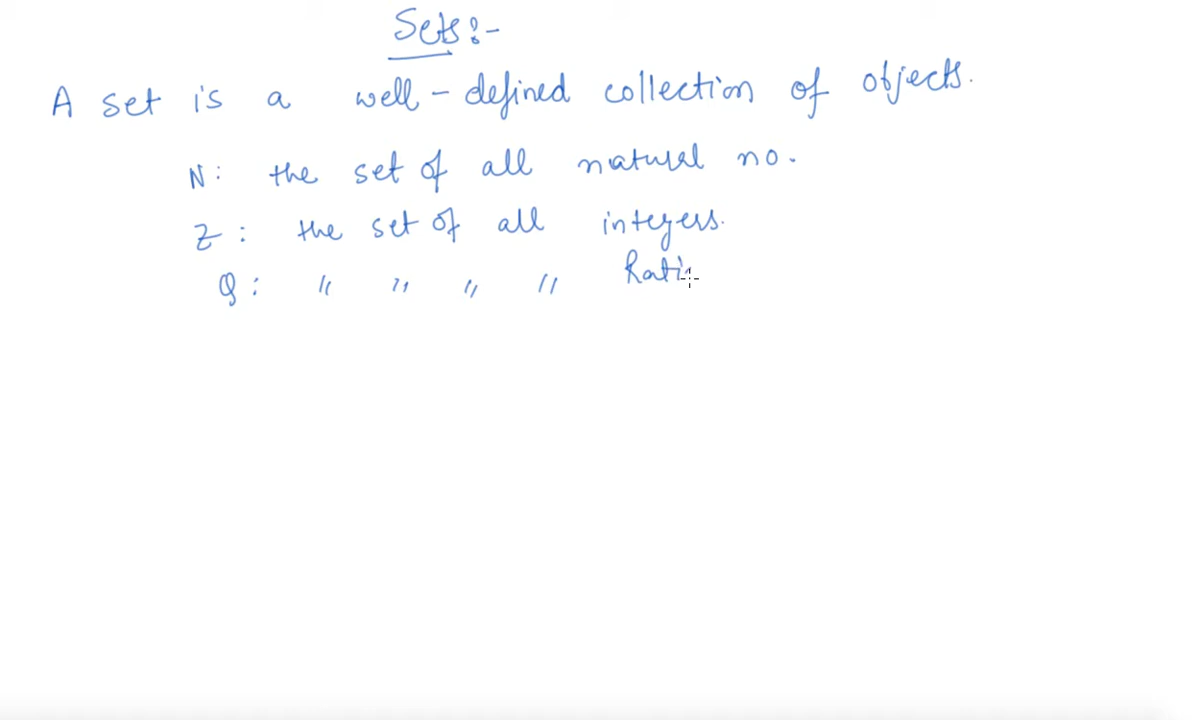 Sets:-
A set is a well-defined collection of objects.
N: the set of all natural no.
Z: the set of all integers.
Q: " " " " Rati